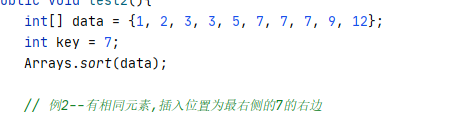 ublic void test2(){
int[] data = {1, 2, 3, 3, 5, 7, 7, 7, 9, 12};
int key = 7;
Arrays.sort(data);
// 例2--有相同元素,插入位置为最右侧的7的右边